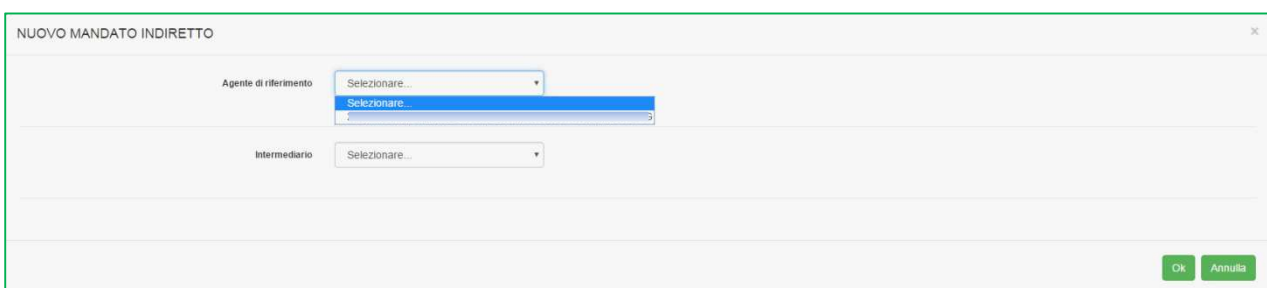 NUOVO MANDATO INDIRETTO
×
Agente di riferimento
Selezionare...
Selezionare...
Intermediario
Selezionare...
Ok
Annulla